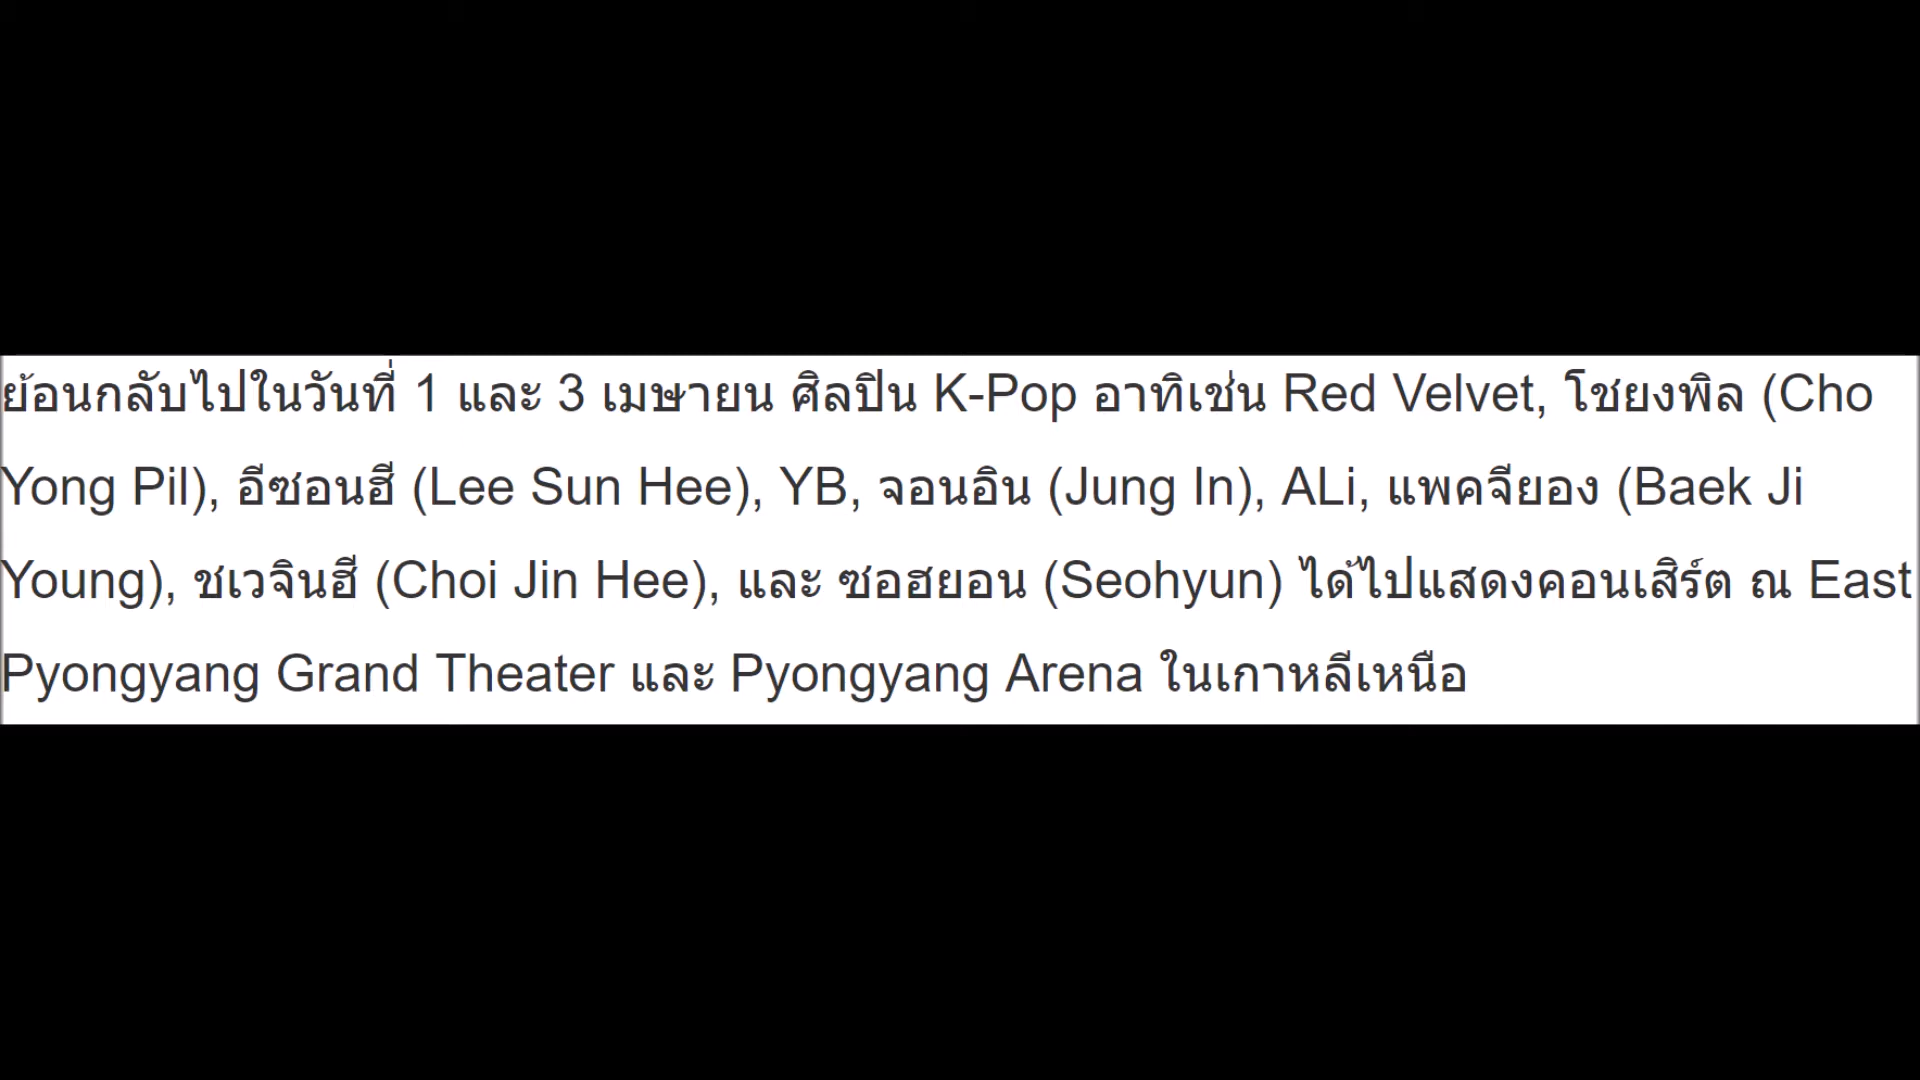 ย้อนกลับไปในวันที่ 1 และ 3 เมษายน ศิลปิน K-Pop อาทิเช่น Red Velvet, โชยงพิล (Cho
Yong Pil), อีซอนฮี (Lee Sun Hee), YB, จอนอิน (Jung In), ALi, แพคจียอง (Baek Ji
Young), ชเวจินฮี (Choi Jin Hee), และ ซอฮยอน (Seohyun) ได้ไปแสดงคอนเสิร์ต ณ East
Pyongyang Grand Theater และ Pyongyang Arena ในเกาหลีเหนือ